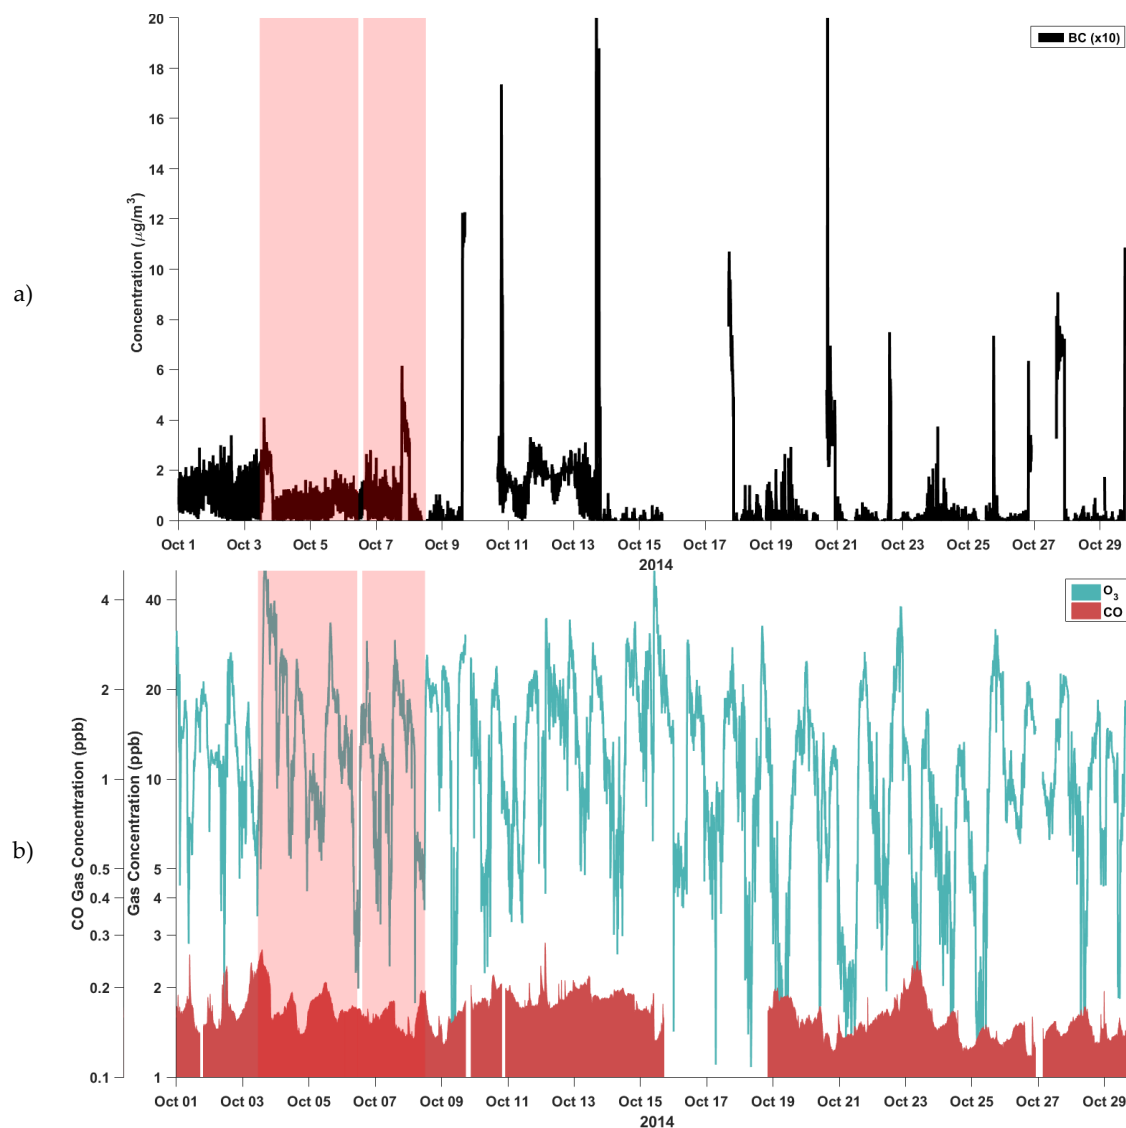 a)
Concentration (μg/m³)
20
18
16
14
12
10
8
6
4
2
0
BC (x10)
Oct 1 Oct 3 Oct 5 Oct 7 Oct 9 Oct 11 Oct 13 Oct 15 Oct 17 Oct 19 Oct 21 Oct 23 Oct 25 Oct 27 Oct 29
2014
b)
CO Gas Concentration (ppb)
4
2
1
0.5
0.4
0.3
0.2
0.1
Gas Concentration (ppb)
40
20
10
5
4
3
2
1
O₃
CO
Oct 01 Oct 03 Oct 05 Oct 07 Oct 09 Oct 11 Oct 13 Oct 15 Oct 17 Oct 19 Oct 21 Oct 23 Oct 25 Oct 27 Oct 29
2014